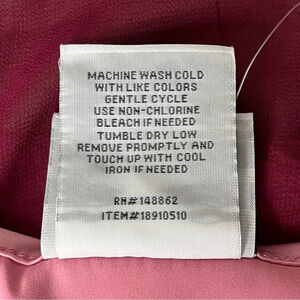 MACHINE WASH COLD
WITH LIKE COLORS
GENTLE CYCLE
USE NON-CHLORINE
BLEACH IF NEEDED
TUMBLE DRY LOW
REMOVE PROMPTLY AND
TOUCH UP WITH COOL
IRON IF NEEDED
RN#148862
ITEM#18910510